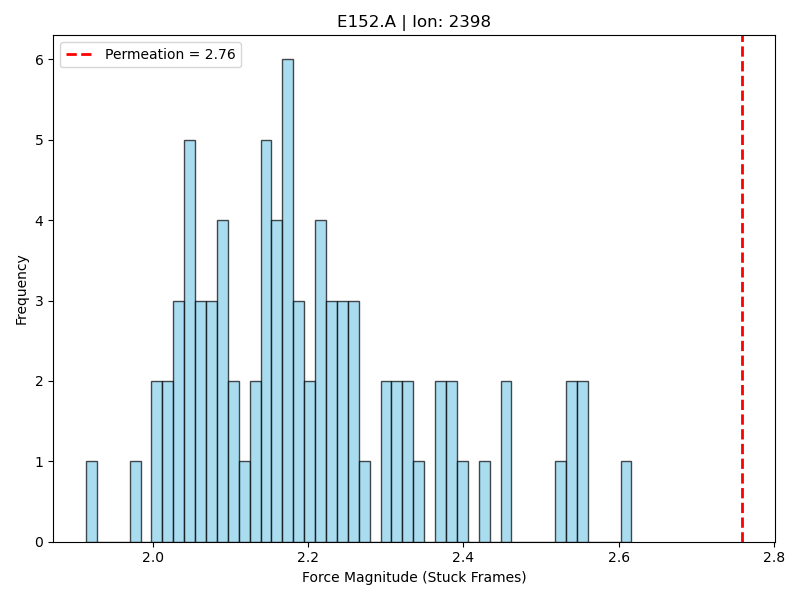 E152.A | Ion: 2398
Permeation = 2.76
Frequency
6
5
4
3
2
1
0
2.0 2.2 2.4 2.6 2.8
Force Magnitude (Stuck Frames)